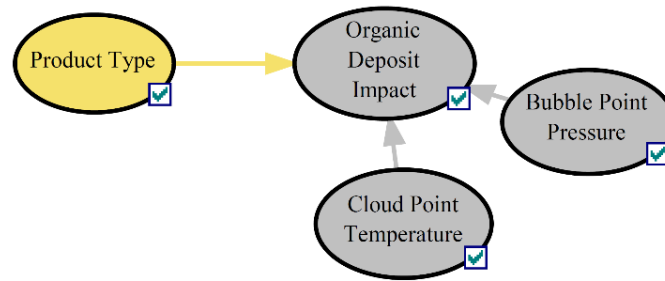 Product Type
Organic
Deposit
Impact
Bubble Point
Pressure
Cloud Point
Temperature